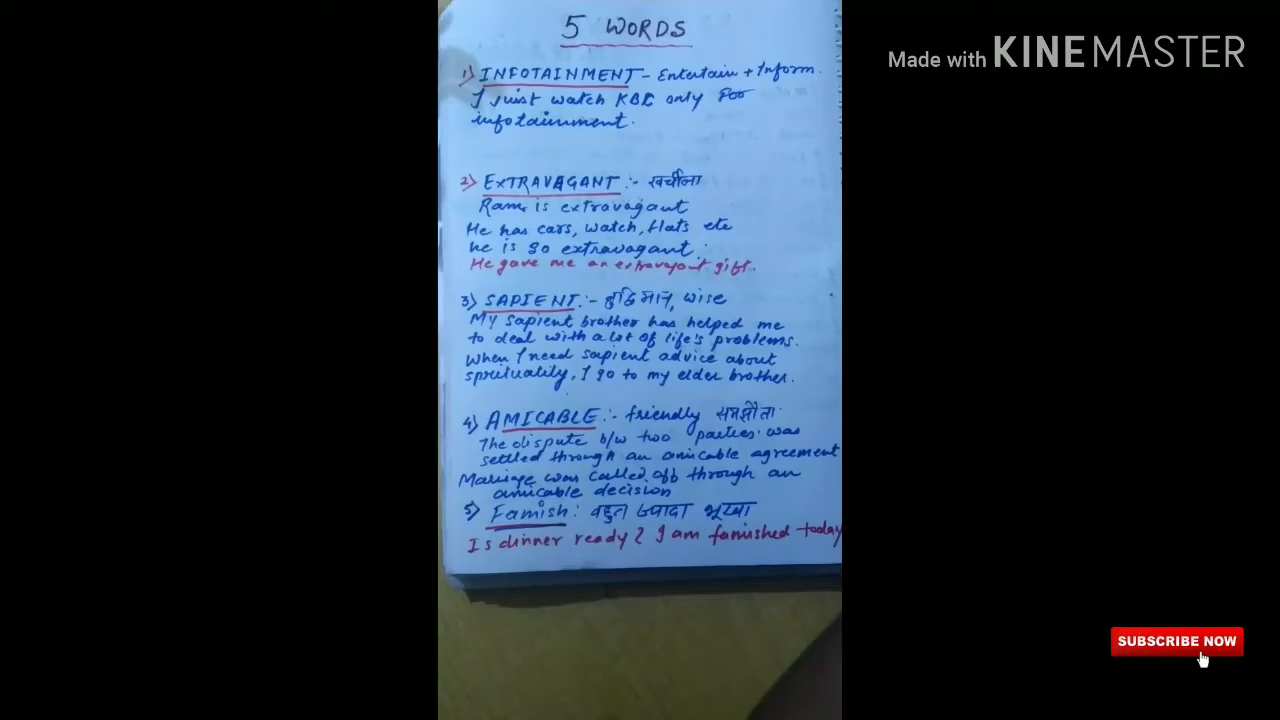 5 WORDS
Made with KINEMASTER
1) INFOTAINMENT - Entertain + Inform.
I just watch KBC only for
infotainment.
2) EXTRAVAGANT :- खर्चीला
Ram is extravagant
He has cars, watch, flats etc
he is so extravagant.
He gave me an extravagant gift.
3) SAPIENT :- बुद्धिमान, wise
My sapient brother has helped me
to deal with a lot of life's problems.
When I need sapient advice about
I go to my elder brother.
4) AMICABLE :- friendly समझौता
The dispute b/w two parties was
settled through an amicable agreement
Marriage was called off through an
amicable decision
5) Famish : बहुत ज्यादा भूखा
Is dinner ready? I am famished today
SUBSCRIBE NOW